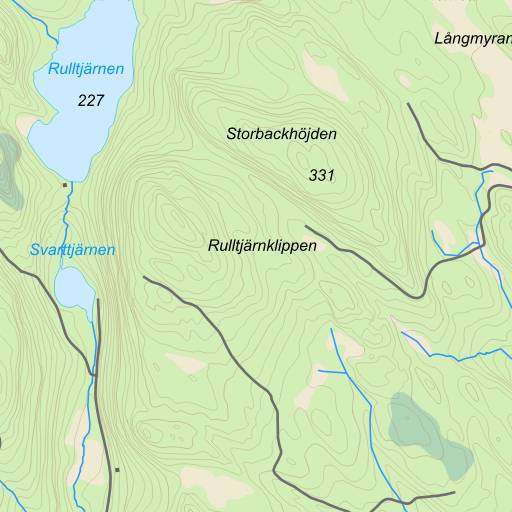 Långmyran
Rulltjärnen
227
Storbackhöjden
331
Rulltjärnklippen
Svarttjärnen